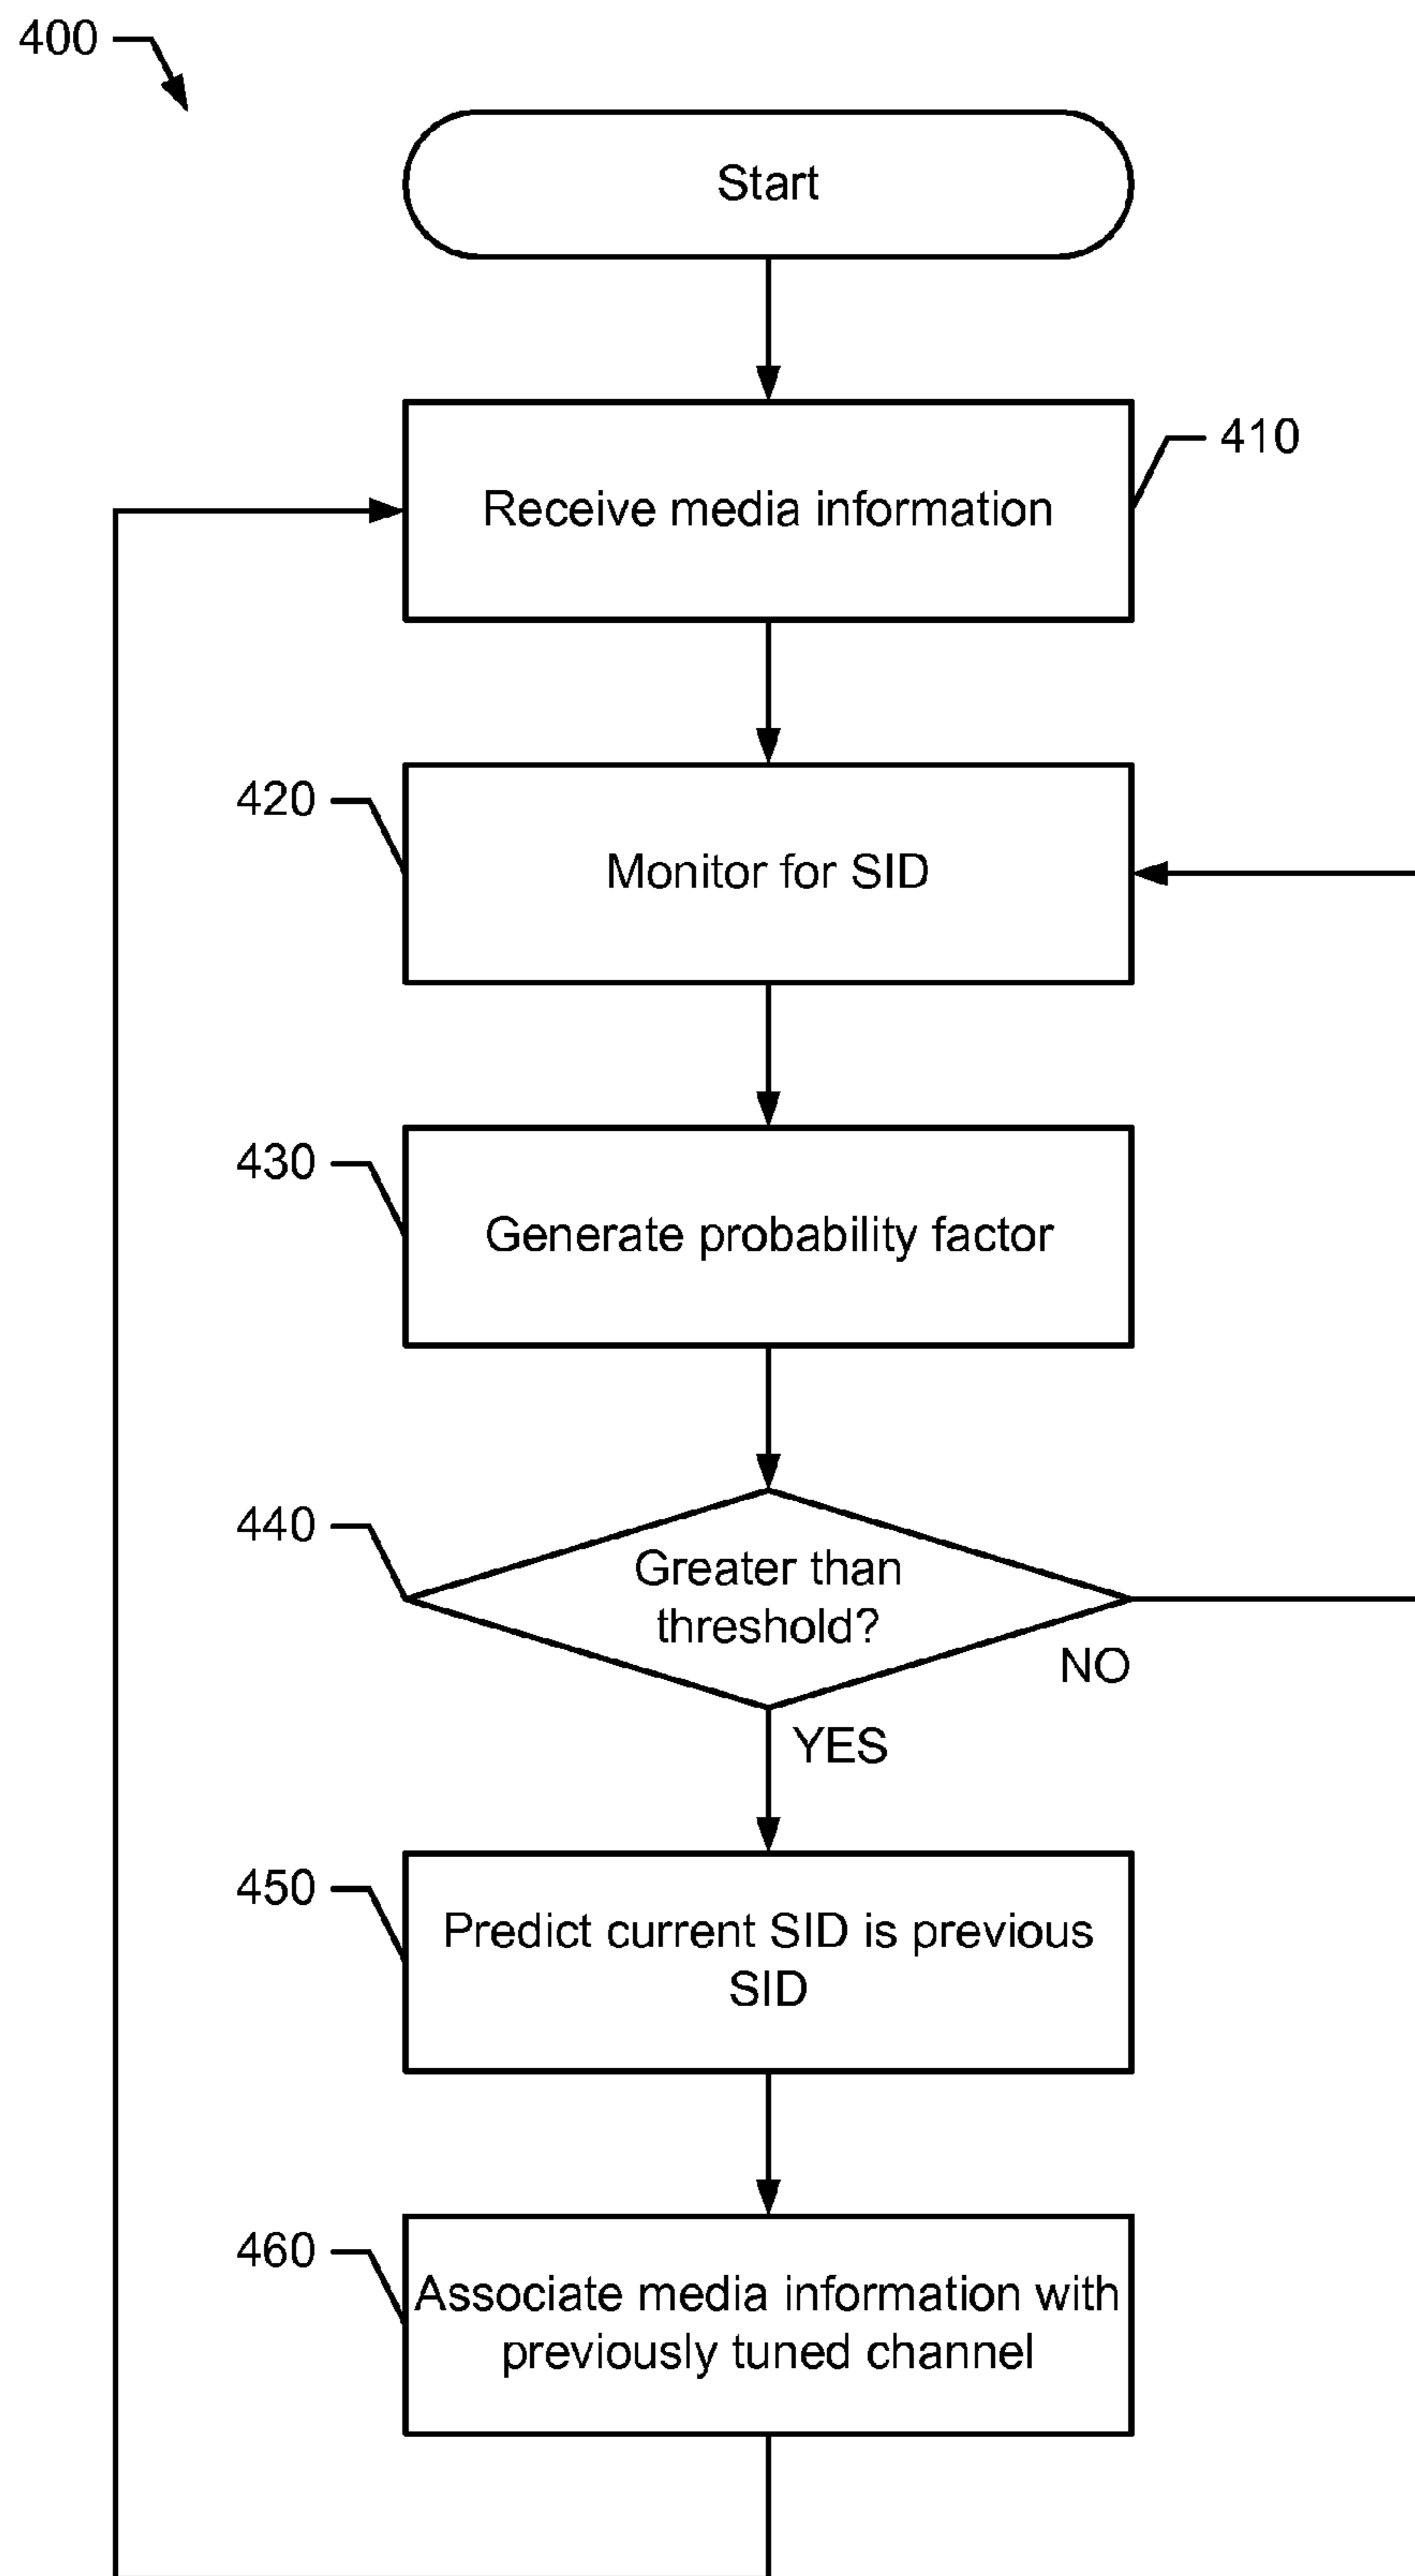 400
Start
Receive media information
410
420
Monitor for SID
430
Generate probability factor
440
Greater than
threshold?
NO
YES
450
Predict current SID is previous
SID
460
Associate media information with
previously tuned channel